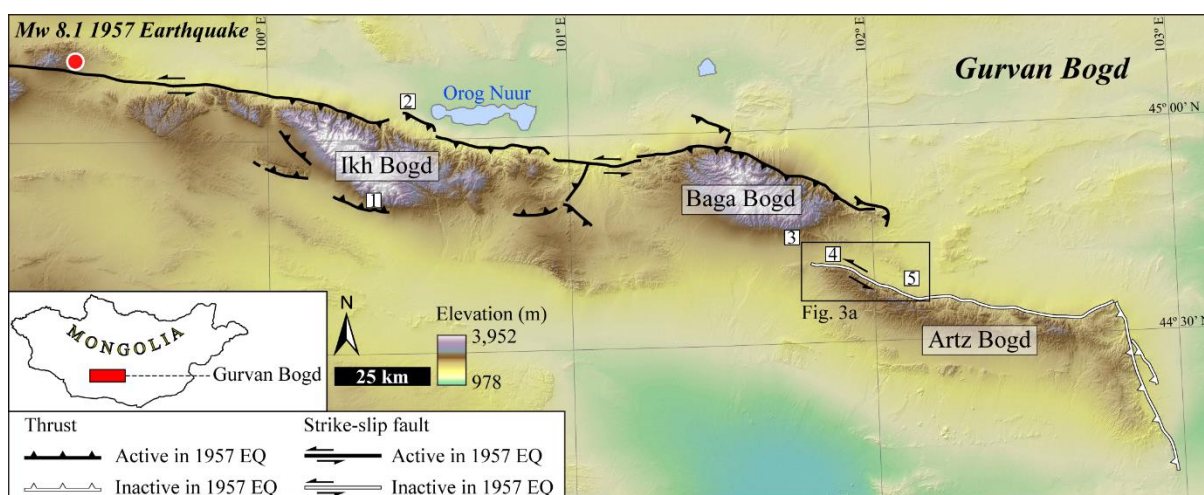 Mw 8.1 1957 Earthquake
100° E
101° E
102° E
103° E
Gurvan Bogd
45° 00' N
2
Orog Nuur
Ikh Bogd
1
Baga Bogd
3
4
5
Fig. 3a
44° 30' N
Artz Bogd
MONGOLIA
Gurvan Bogd
N
25 km
Elevation (m)
3,952
978
Thrust
Strike-slip fault
Active in 1957 EQ
Active in 1957 EQ
Inactive in 1957 EQ
Inactive in 1957 EQ